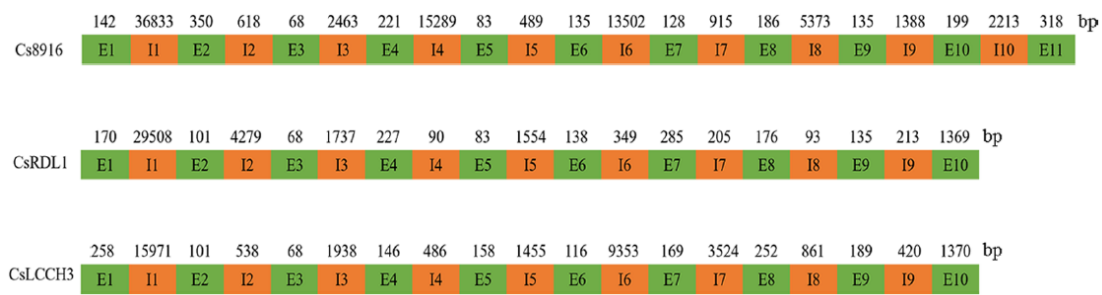 142 36833 350 618 68 2463 221 15289 83 489 135 13502 128 915 186 5373 135 1388 199 2213 318 bp
Cs8916 E1 I1 E2 I2 E3 I3 E4 I4 E5 I5 E6 I6 E7 I7 E8 I8 E9 I9 E10 I10 E11
170 29508 101 4279 68 1737 227 90 83 1554 138 349 285 205 176 93 135 213 1369 bp
CsRDL1 E1 I1 E2 I2 E3 I3 E4 I4 E5 I5 E6 I6 E7 I7 E8 I8 E9 I9 E10
258 15971 101 538 68 1938 146 486 158 1455 116 9353 169 3524 252 861 189 420 1370 bp
CsLCCH3 E1 I1 E2 I2 E3 I3 E4 I4 E5 I5 E6 I6 E7 I7 E8 I8 E9 I9 E10